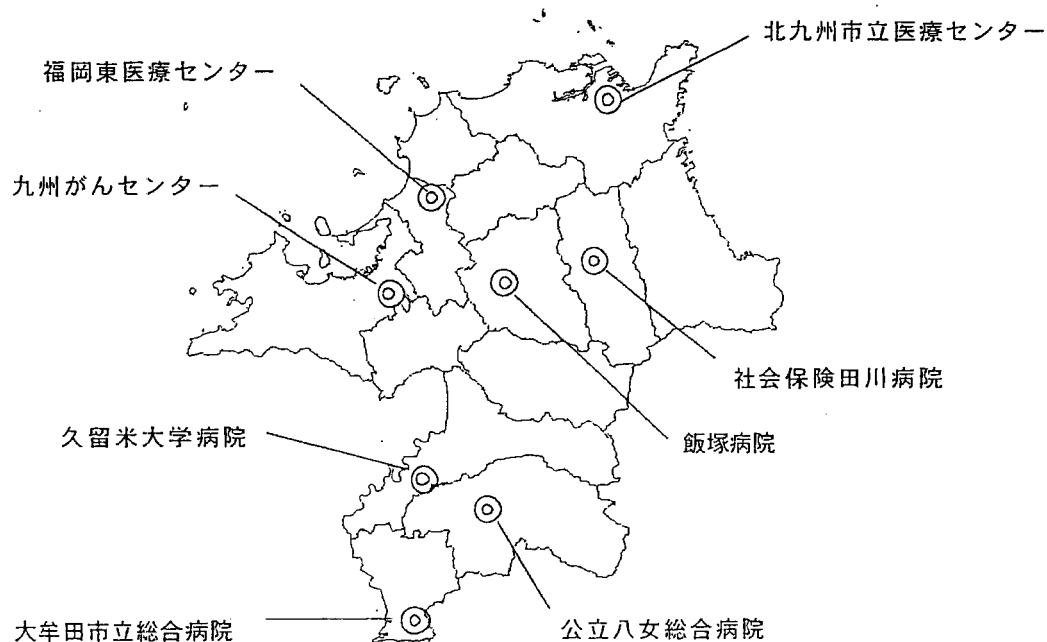 北九州市立医療センター
福岡東医療センター
九州がんセンター
社会保険田川病院
久留米大学病院
飯塚病院
大牟田市立総合病院
公立八女総合病院